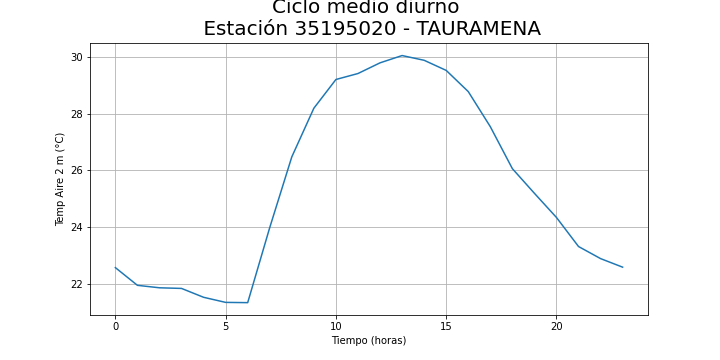 Ciclo medio diurno
Estación 35195020 - TAURAMENA
30
28
26
24
22
Temp Aire 2 m (°C)
0 5 10 15 20
Tiempo (horas)